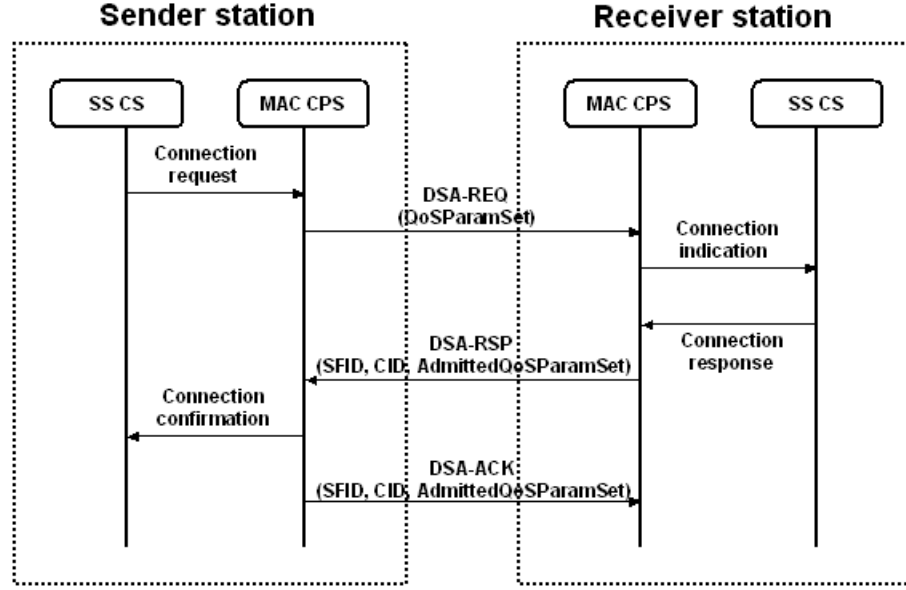 Sender station
Receiver station
SS CS
MAC CPS
MAC CPS
SS CS
Connection
request
DSA-REQ
(QoSParamSet)
Connection
indication
DSA-RSP
(SFID, CID, AdmittedQoSParamSet)
Connection
response
Connection
confirmation
DSA-ACK
(SFID, CID, AdmittedQoSParamSet)